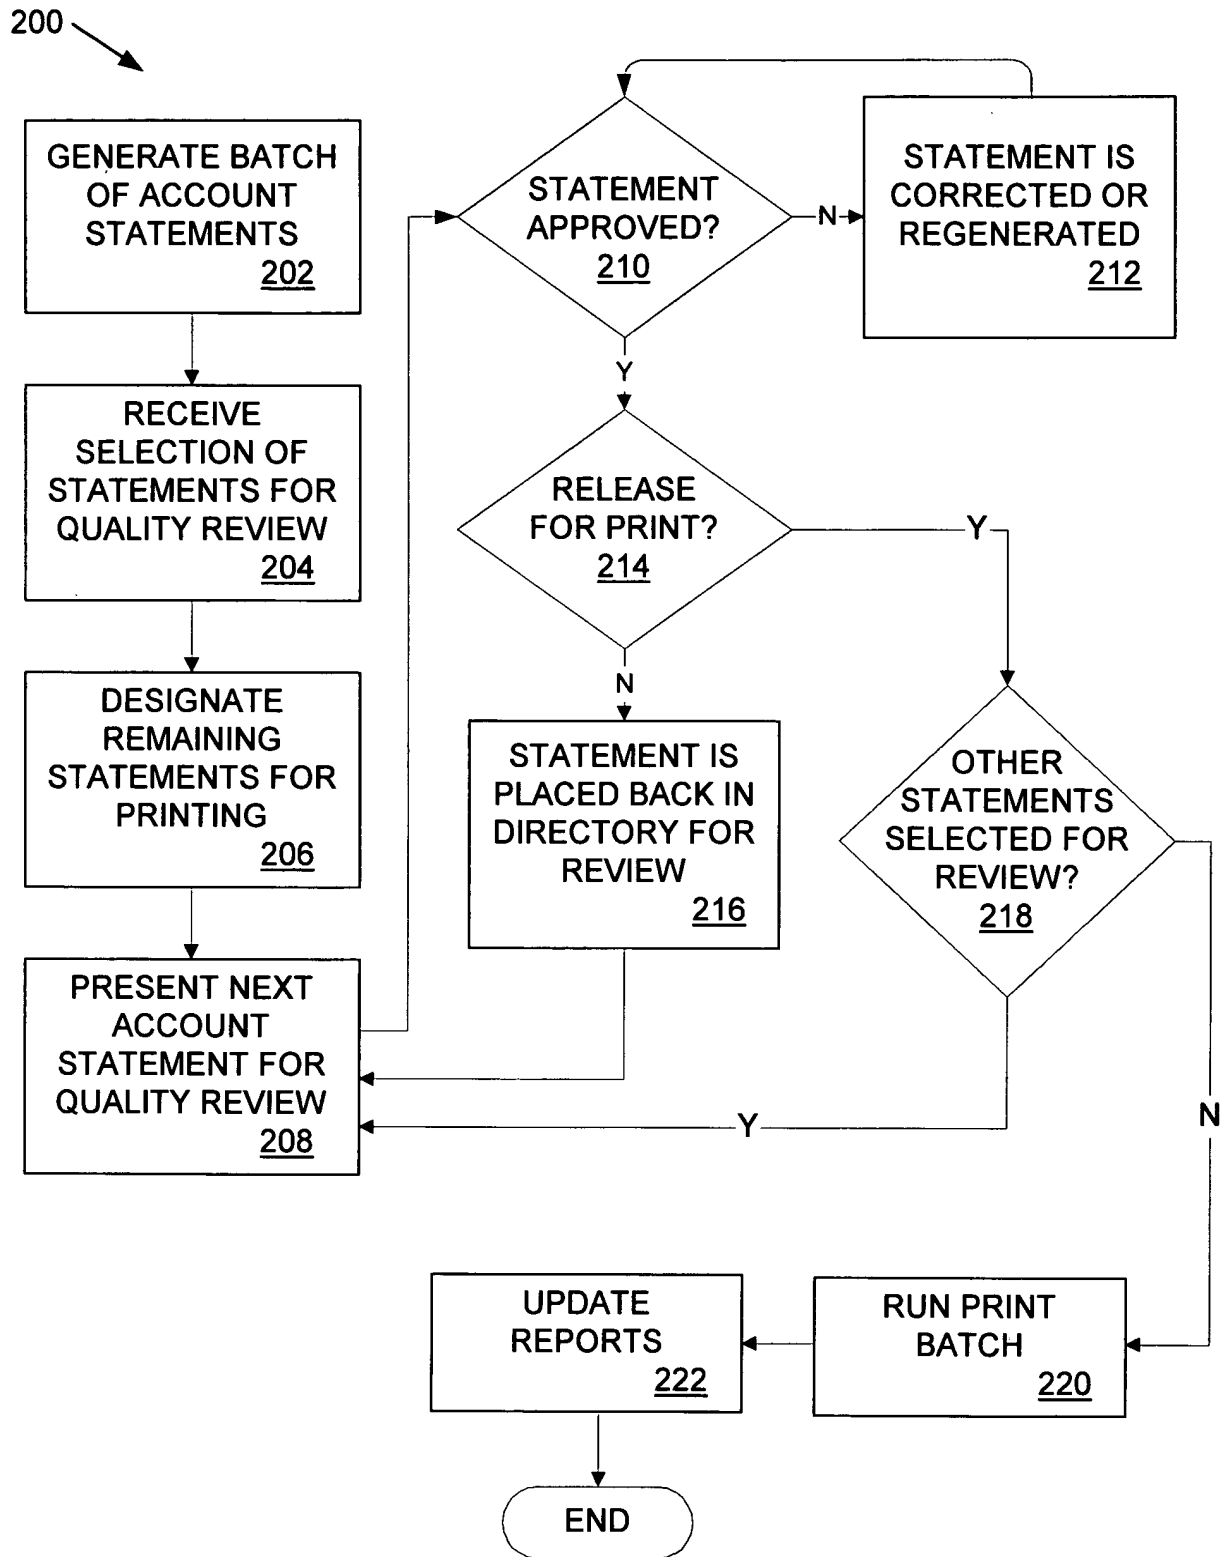 200
GENERATE BATCH
OF ACCOUNT
STATEMENTS
202
RECEIVE
SELECTION OF
STATEMENTS FOR
QUALITY REVIEW
204
DESIGNATE
REMAINING
STATEMENTS FOR
PRINTING
206
PRESENT NEXT
ACCOUNT
STATEMENT FOR
QUALITY REVIEW
208
STATEMENT
APPROVED?
210
N
STATEMENT IS
CORRECTED OR
REGENERATED
212
Y
RELEASE
FOR PRINT?
214
Y
N
STATEMENT IS
PLACED BACK IN
DIRECTORY FOR
REVIEW
216
OTHER
STATEMENTS
SELECTED FOR
REVIEW?
218
Y
N
RUN PRINT
BATCH
220
UPDATE
REPORTS
222
END